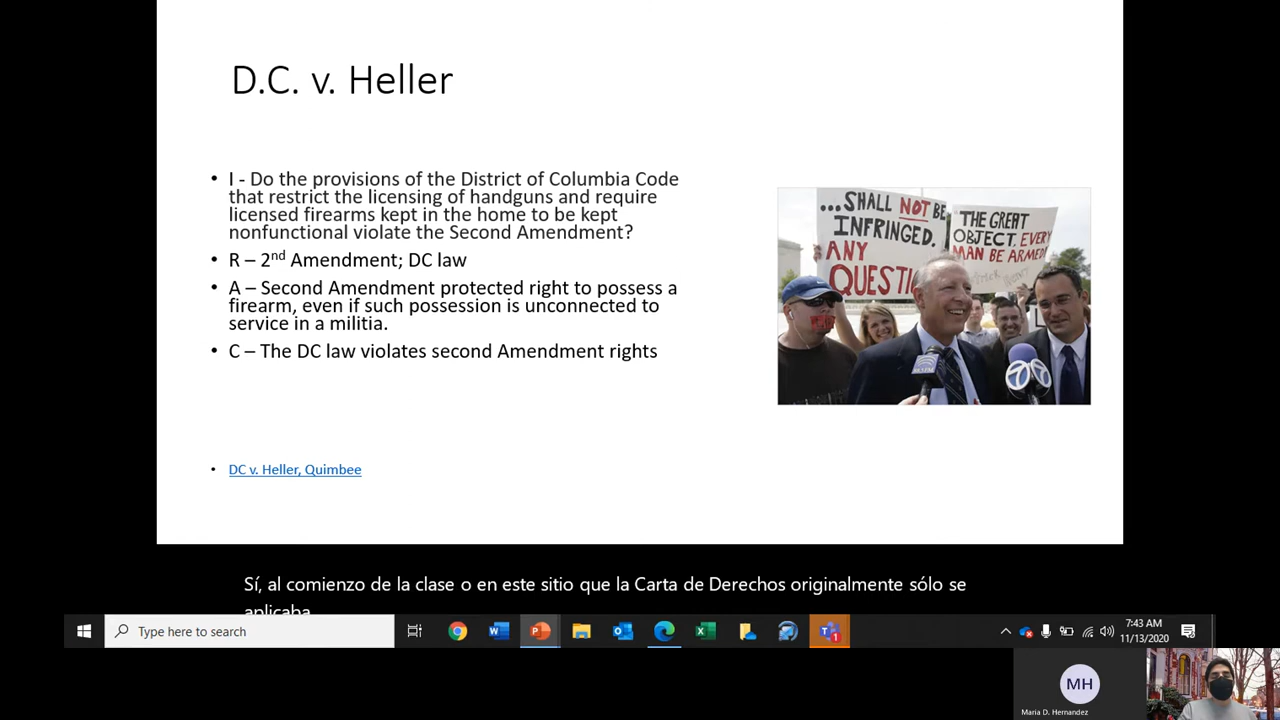 D.C. v. Heller
• I - Do the provisions of the District of Columbia Code
that restrict the licensing of handguns and require
licensed firearms kept in the home to be kept
nonfunctional violate the Second Amendment?
• R – 2nd Amendment; DC law
• A – Second Amendment protected right to possess a
firearm, even if such possession is unconnected to
service in a militia.
• C – The DC law violates second Amendment rights
• DC v. Heller, Quimbee
...SHALL NOT BE
INFRINGED.
ANY
QUESTI
THE GREAT
OBJECT. EVERY
MAN BE ARMED
7
Sí, al comienzo de la clase o en este sitio que la Carta de Derechos originalmente sólo se
aplicaba
Type here to search
1
7:43 AM
11/13/2020
MH
Maria D. Hernandez